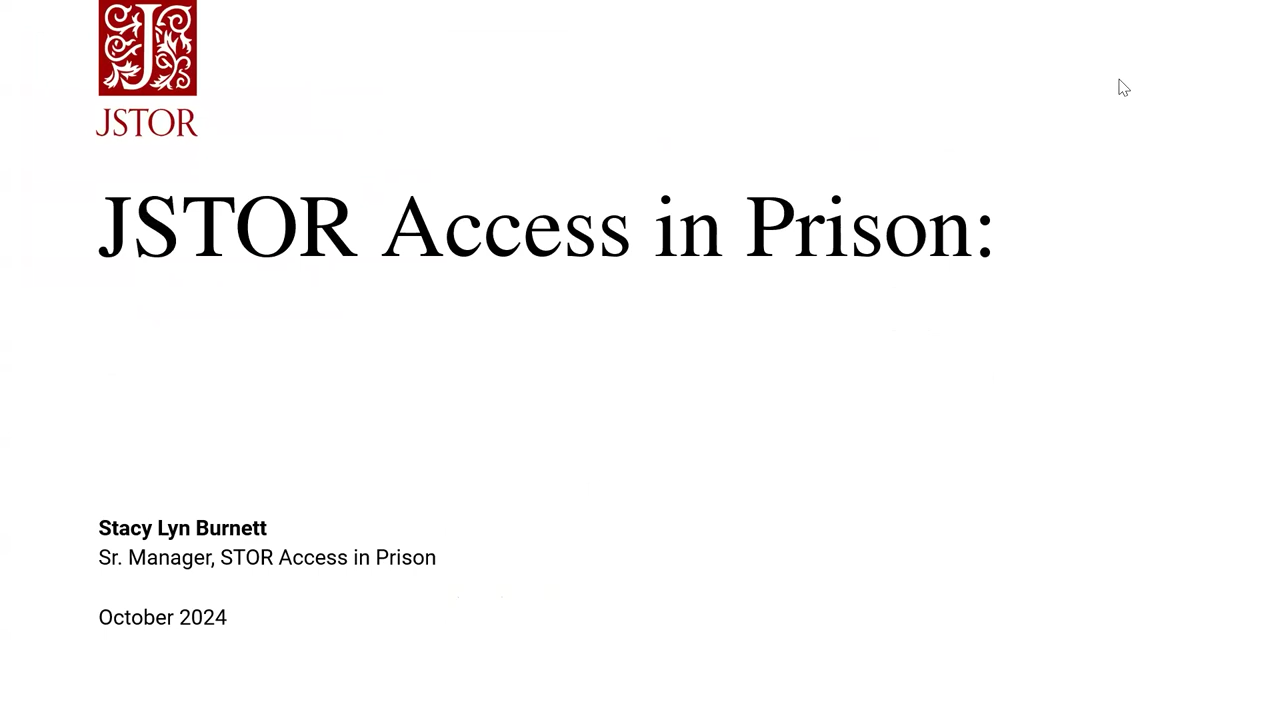 J
JSTOR
JSTOR Access in Prison:
Stacy Lyn Burnett
Sr. Manager, STOR Access in Prison
October 2024